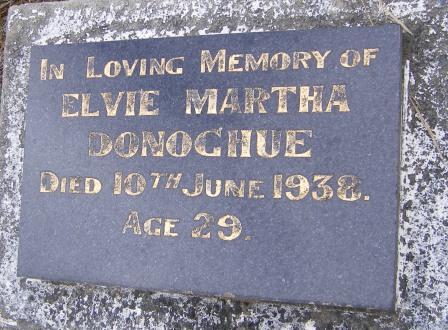 In Loving Memory of
ELVIE MARTHA
DONOGHUE
Died 10th June 1938.
Age 29.